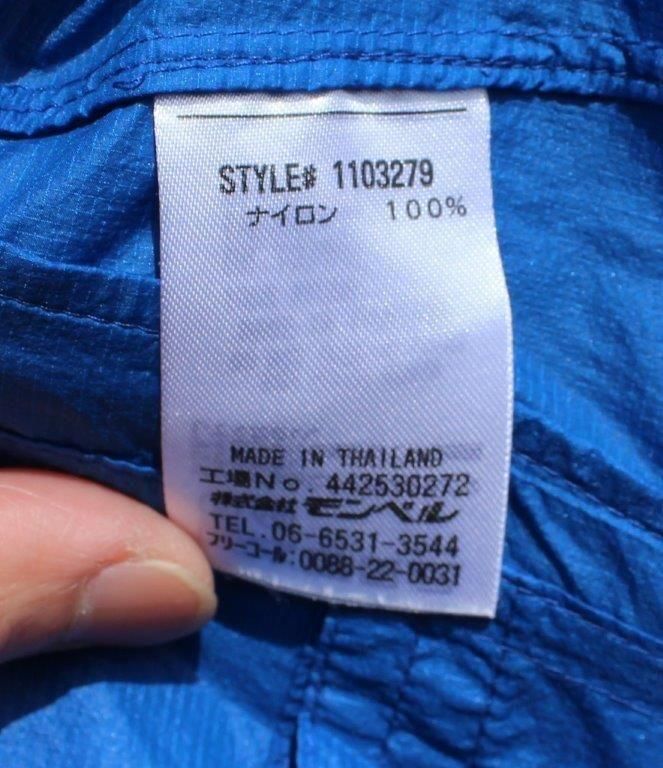 STYLE# 1103279
ナイロン 100%
MADE IN THAILAND
工場No. 442530272
株式会社 モンベル
TEL. 06-6531-3544
フリーコール:0088-22-0031